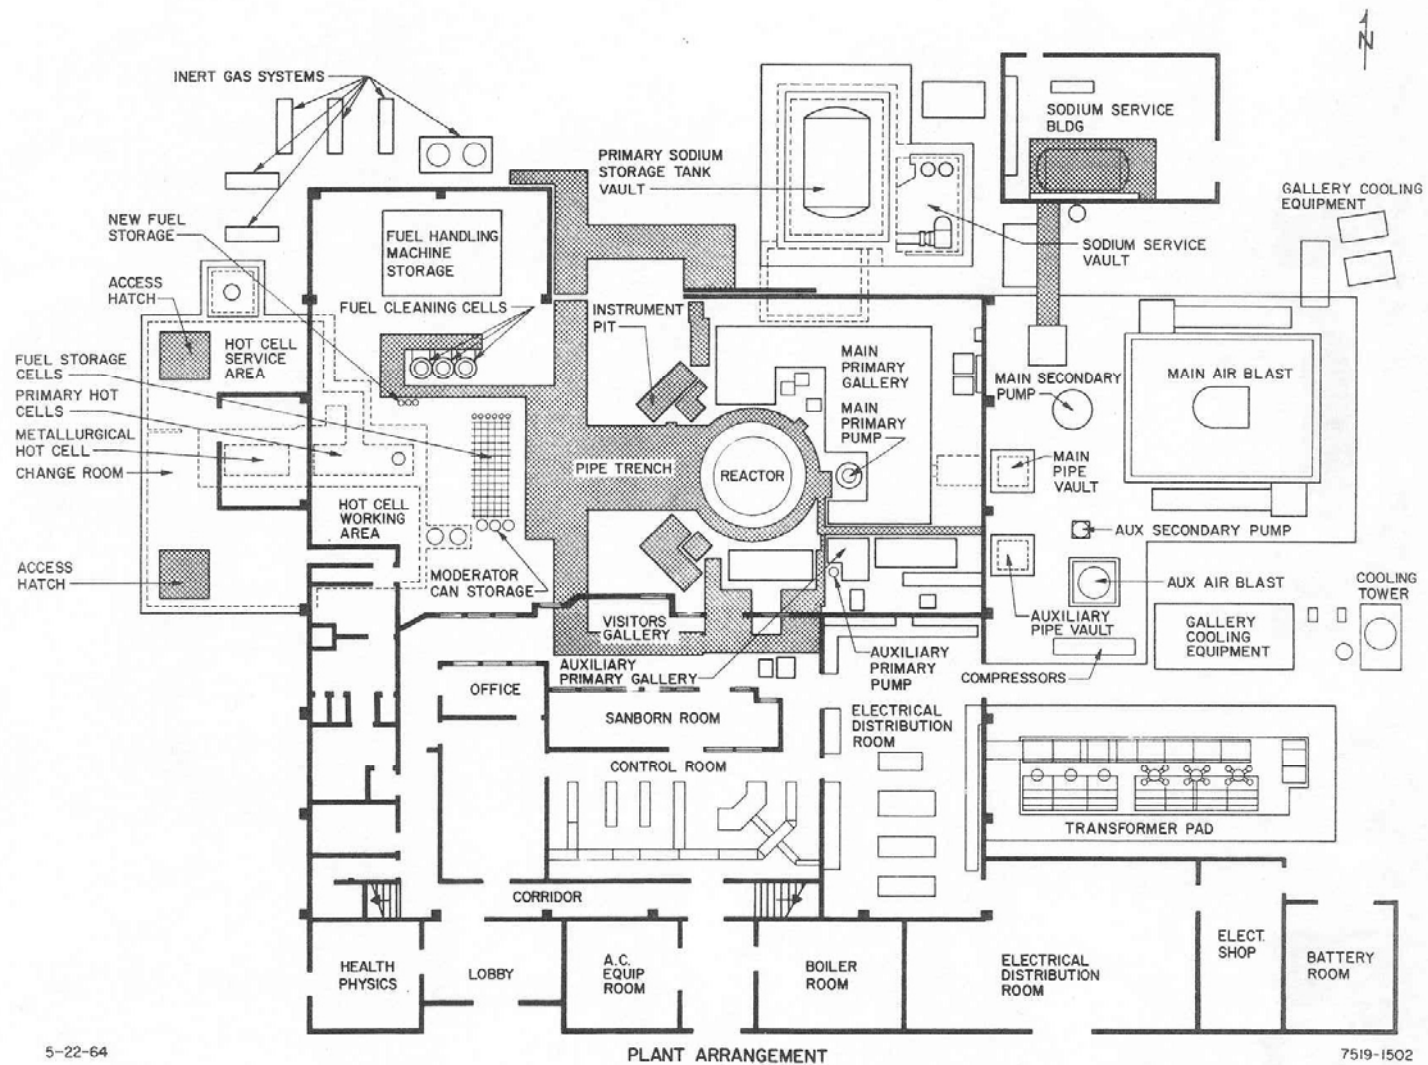 N
INERT GAS SYSTEMS
SODIUM SERVICE
BLDG
PRIMARY SODIUM
STORAGE TANK
VAULT
GALLERY COOLING
EQUIPMENT
NEW FUEL
STORAGE
FUEL HANDLING
MACHINE
STORAGE
SODIUM SERVICE
VAULT
ACCESS
HATCH
FUEL CLEANING CELLS
INSTRUMENT
PIT
HOT CELL
SERVICE
AREA
FUEL STORAGE
CELLS
PRIMARY HOT
CELLS
METALLURGICAL
HOT CELL
CHANGE ROOM
MAIN
PRIMARY
GALLERY
MAIN
PRIMARY
PUMP
MAIN SECONDARY
PUMP
MAIN AIR BLAST
PIPE TRENCH
REACTOR
MAIN
PIPE
VAULT
HOT CELL
WORKING
AREA
AUX SECONDARY PUMP
ACCESS
HATCH
MODERATOR
CAN STORAGE
AUX AIR BLAST
COOLING
TOWER
VISITORS
GALLERY
AUXILIARY
PIPE VAULT
GALLERY
COOLING
EQUIPMENT
AUXILIARY
PRIMARY GALLERY
AUXILIARY
PRIMARY
PUMP
COMPRESSORS
OFFICE
SANBORN ROOM
ELECTRICAL
DISTRIBUTION
ROOM
CONTROL ROOM
TRANSFORMER PAD
CORRIDOR
HEALTH
PHYSICS
LOBBY
A.C.
EQUIP
ROOM
BOILER
ROOM
ELECTRICAL
DISTRIBUTION
ROOM
ELECT.
SHOP
BATTERY
ROOM
5-22-64
PLANT ARRANGEMENT
7519-1502